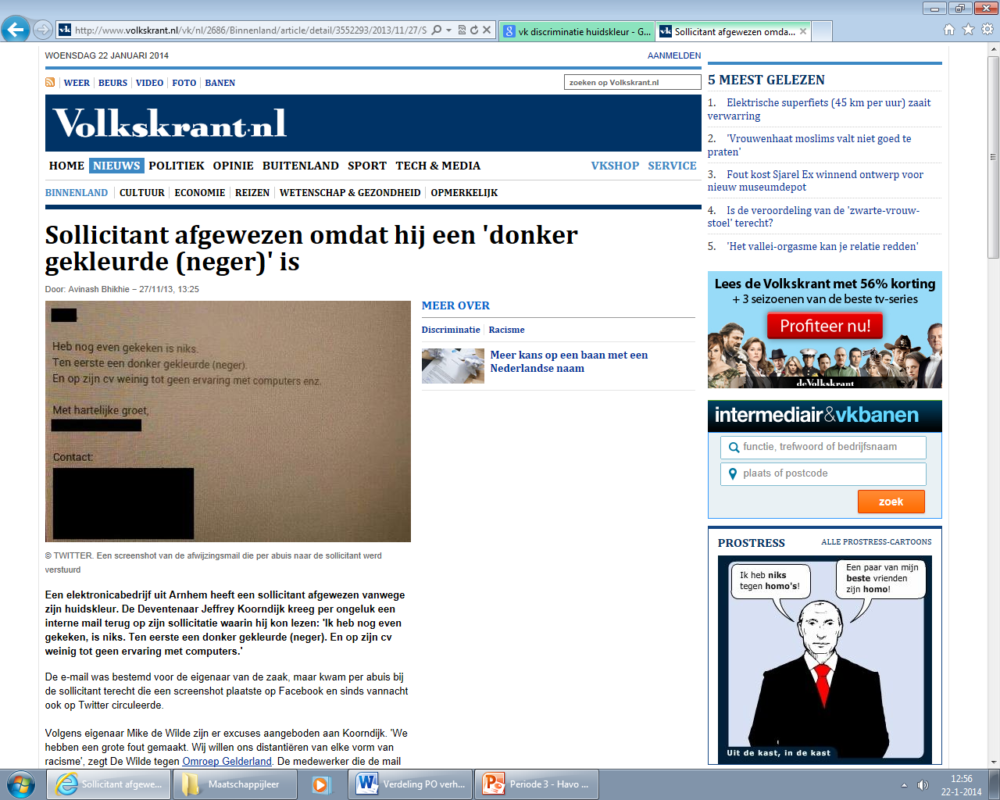 http://www.volkskrant.nl/vk/nl/2686/Binnenland/article/detail/3552293/2013/11/27/S
vk discriminatie huidskleur - G...
Sollicitant afgewezen omda...
WOENSDAG 22 JANUARI 2014
AANMELDEN
WEER BEURS VIDEO FOTO BANEN
zoeken op Volkskrant.nl
Volkskrant.nl
HOME NIEUWS POLITIEK OPINIE BUITENLAND SPORT TECH & MEDIA VKSHOP SERVICE
BINNENLAND CULTUUR ECONOMIE REIZEN WETENSCHAP & GEZONDHEID OPMERKELIJK
Sollicitant afgewezen omdat hij een 'donker
gekleurde (neger)' is
Door: Avinash Bhikhie – 27/11/13, 13:25
Heb nog even gekeken is niks.
Ten eerste een donker gekleurde (neger).
En op zijn cv weinig tot geen ervaring met computers enz.
Met hartelijke groet,
Contact:
© TWITTER. Een screenshot van de afwijzingsmail die per abuis naar de sollicitant werd
verstuurd
Een elektronicabedrijf uit Arnhem heeft een sollicitant afgewezen vanwege
zijn huidskleur. De Deventenaar Jeffrey Koorndijk kreeg per ongeluk een
interne mail terug op zijn sollicitatie waarin hij kon lezen: 'Ik heb nog even
gekeken, is niks. Ten eerste een donker gekleurde (neger). En op zijn cv
weinig tot geen ervaring met computers.'
De e-mail was bestemd voor de eigenaar van de zaak, maar kwam per abuis bij
de sollicitant terecht die een screenshot plaatste op Facebook en sinds vannacht
ook op Twitter circuleerde.
Volgens eigenaar Mike de Wilde zijn er excuses aangeboden aan Koorndijk. 'We
hebben een grote fout gemaakt. Wij willen ons distantiëren van elke vorm van
racisme', zegt De Wilde tegen Omroep Gelderland. De medewerker die de mail
MEER OVER
Discriminatie Racisme
Meer kans op een baan met een
Nederlandse naam
5 MEEST GELEZEN
1. Elektrische superfiets (45 km per uur) zaait
verwarring
2. 'Vrouwenhaat moslims valt niet goed te
praten'
3. Fout kost Sjarel Ex winnend ontwerp voor
nieuw museumdepot
4. Is de veroordeling van de 'zwarte-vrouw-
stoel' terecht?
5. 'Het vallei-orgasme kan je relatie redden'
Lees de Volkskrant met 56% korting
+ 3 seizoenen van de beste tv-series
Profiteer nu!
de Volkskrant
intermediair&vkbanen
functie, trefwoord of bedrijfsnaam
plaats of postcode
zoek
PROSTRESS
ALLE PROSTRESS-CARTOONS
Ik heb niks
tegen homo's!
Een paar van mijn
beste vrienden
zijn homo!
Uit de kast, in de kast
Sollicitant afgewe...
Maatschappijleer
Verdeling PO verh...
Periode 3 - Havo ...
12:56
22-1-2014